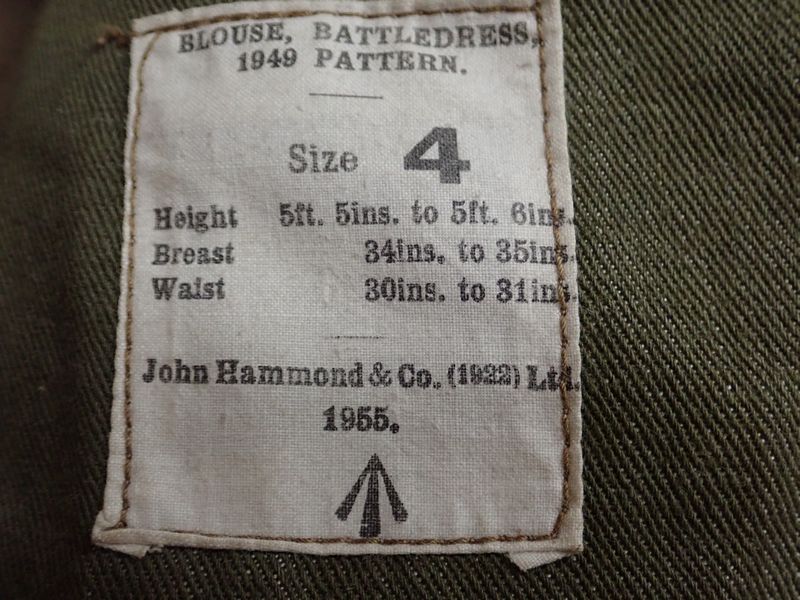 BLOUSE, BATTLEDRESS,
1949 PATTERN.
Size 4
Height 5ft. 5ins. to 5ft. 6ins.
Breast 34ins. to 35ins.
Waist 30ins. to 31ins.
John Hammond & Co. (1922) Ltd.
1955.